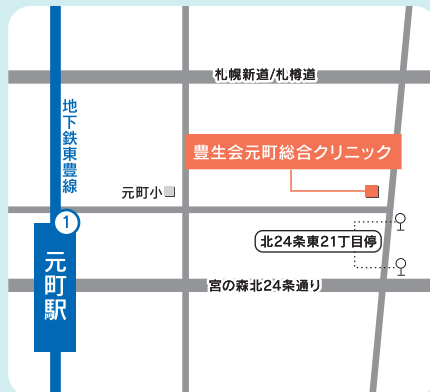 札幌新道/札樽道
地下鉄東豊線
豊生会元町総合クリニック
元町小
1
北24条東21丁目停
元町駅
宮の森北24条通り